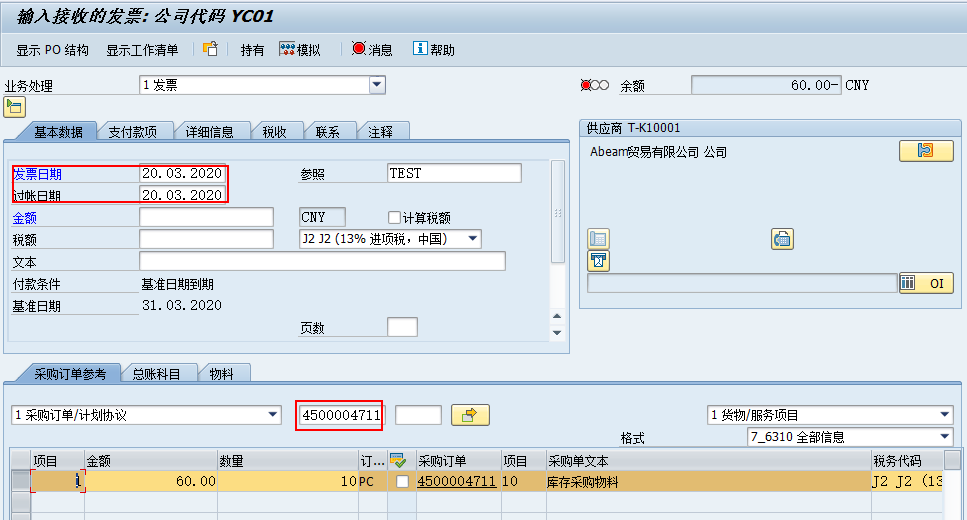 输入接收的发票: 公司代码 YC01
显示 PO 结构 显示工作清单 持有 模拟 消息 帮助
业务处理 1 发票 余额 60.00- CNY
基本数据 支付款项 详细信息 税收 联系 注释
供应商 T-K10001
Abeam贸易有限公司 公司
发票日期 20.03.2020 参照 TEST
过帐日期 20.03.2020
金额 CNY 计算税额
税额 J2 J2 (13% 进项税，中国)
文本
付款条件 基准日期到期
基准日期 31.03.2020
OI
页数
采购订单参考 总账科目 物料
1 采购订单/计划协议 4500004711 1 货物/服务项目
格式 7_6310 全部信息
项目 金额 数量 订... 采购订单 项目 采购单文本 税务代码
1 60.00 10 PC 4500004711 10 库存采购物料 J2 J2 (13